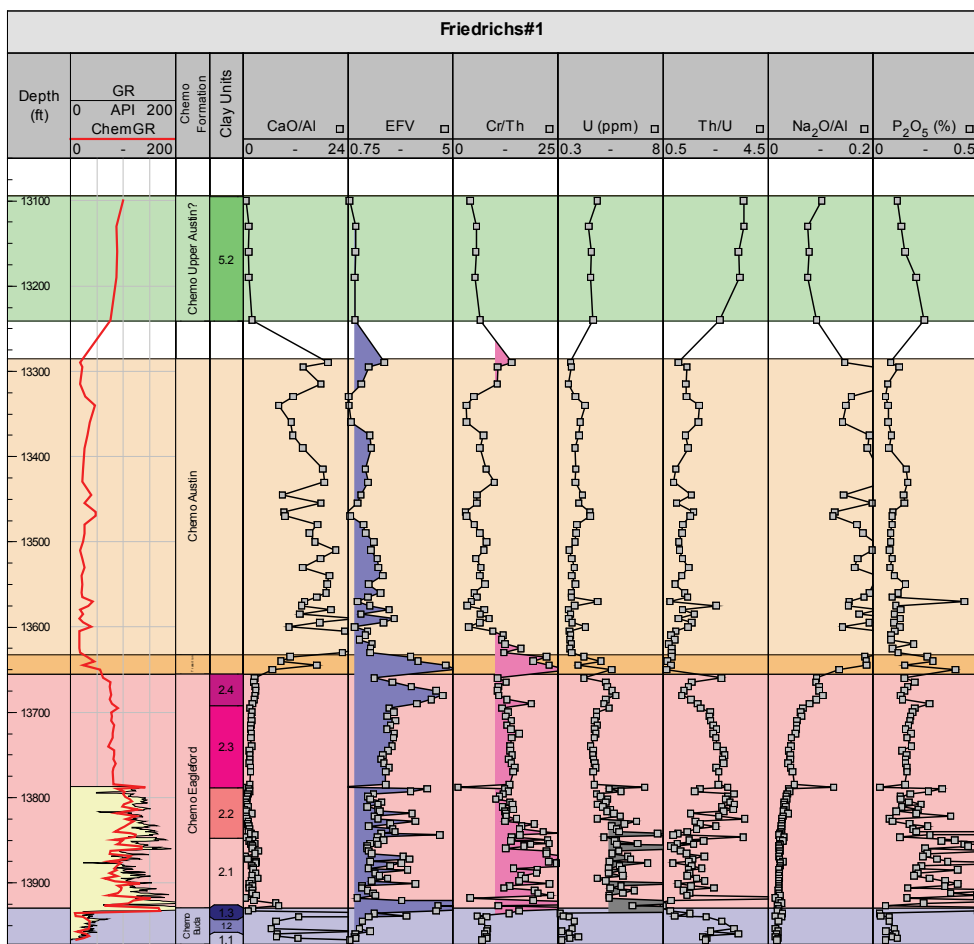 Friedrichs#1
Depth
(ft)
GR
0 API 200
ChemGR
0 200
Chemo
Formation
Clay Units
CaO/Al
0 - 24
EFV
0.75 - 5
Cr/Th
0 - 25
U (ppm)
0.3 - 8
Th/U
0.5 - 4.5
Na2O/Al
0 - 0.2
P2O5 (%)
0 - 0.5
13100
13200
13300
13400
13500
13600
13700
13800
13900
Chemo Upper Austin?
Chemo Austin
Chemo Eagleford
Chemo
Buda
5.2
2.4
2.3
2.2
2.1
1.3
1.2
1.1